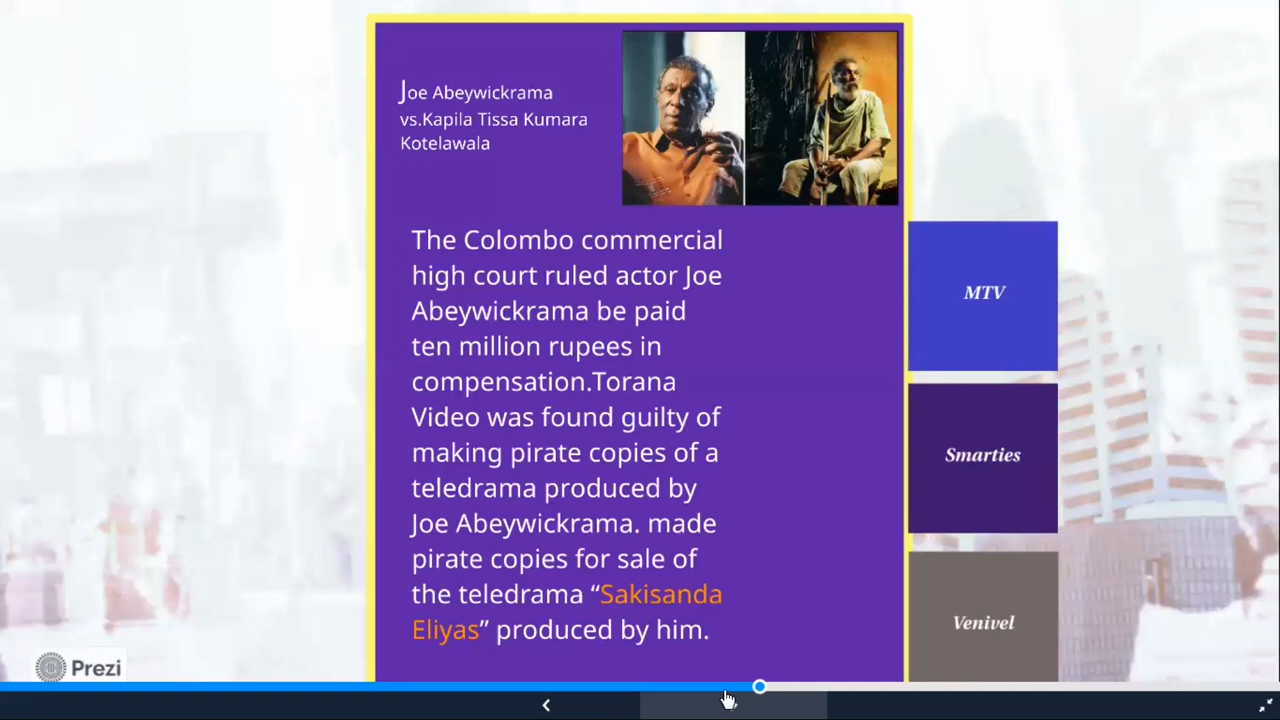 Joe Abeywickrama
vs.Kapila Tissa Kumara
Kotelawala
The Colombo commercial
high court ruled actor Joe
Abeywickrama be paid
ten million rupees in
compensation.Torana
Video was found guilty of
making pirate copies of a
teledrama produced by
Joe Abeywickrama. made
pirate copies for sale of
the teledrama “Sakisanda
Eliyas” produced by him.
MTV
Smarties
Venivel
Prezi